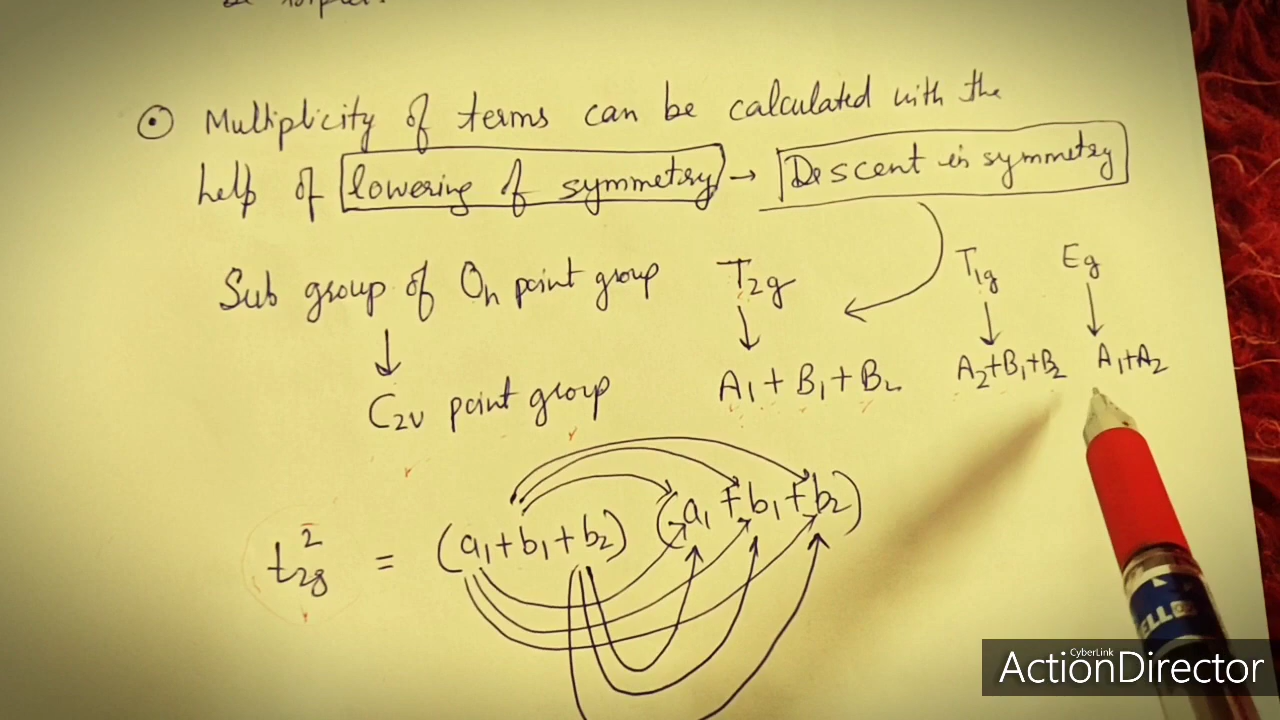 ⊙ Multiplicity of terms can be calculated with the
help of lowering of symmetry → Descent in symmetry
Sub group of Oh point group T2g T1g Eg
↓ ↓ ↓ ↓
C2v point group A1 + B1 + B2 A2+B1+B2 A1+A2
t2g² = (a1+b1+b2) (a1+b1+b2)
ELL
CyberLink
ActionDirector